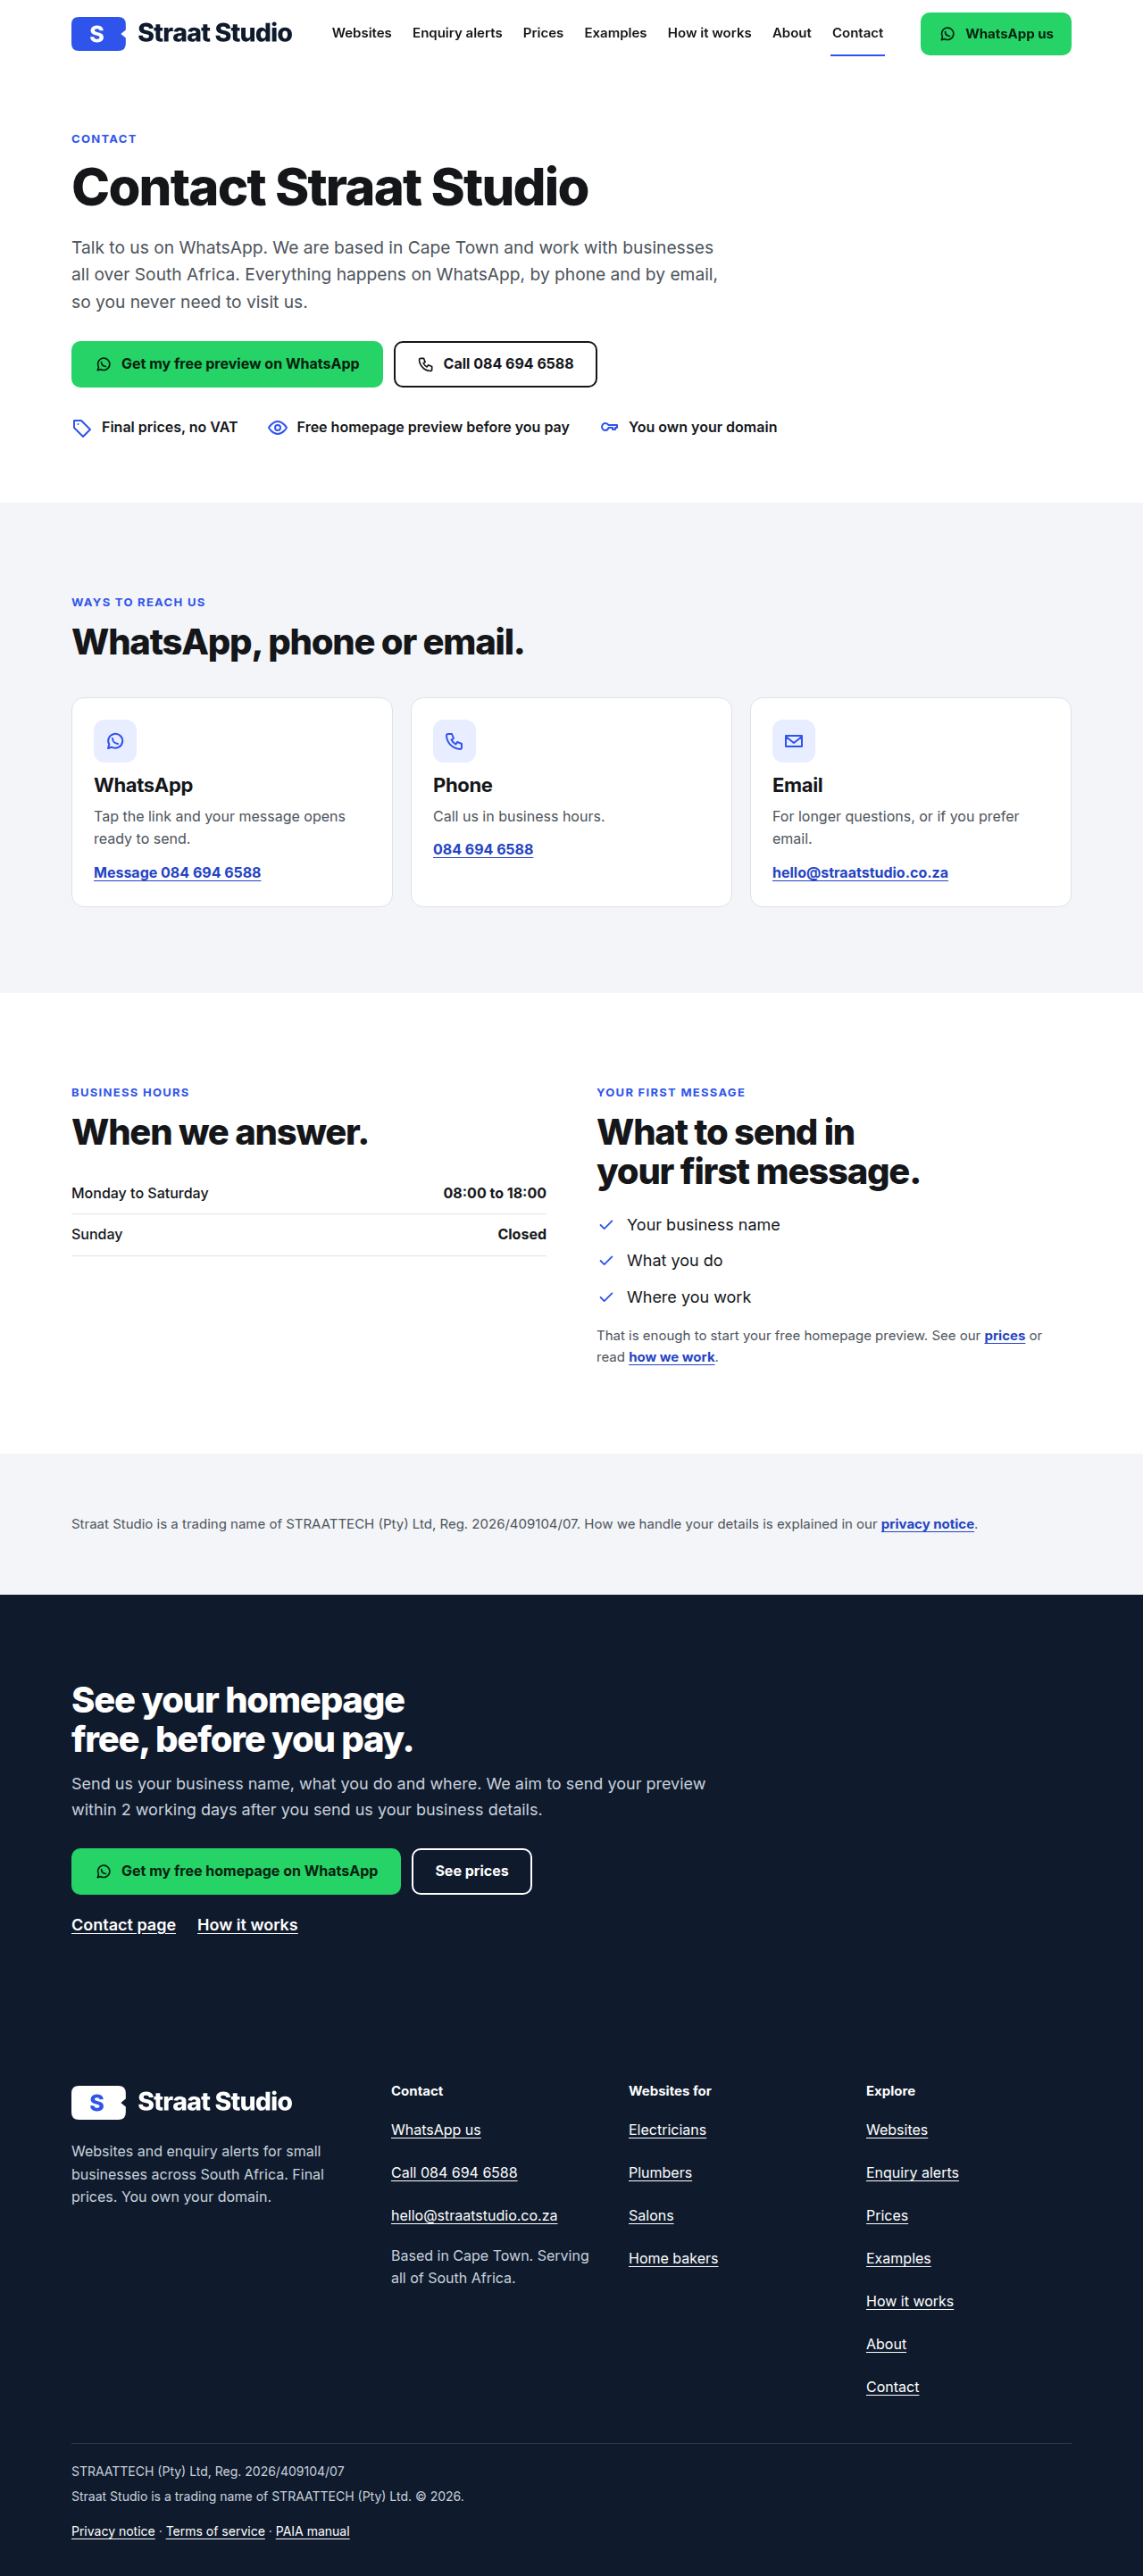 S Straat Studio Websites Enquiry alerts Prices Examples How it works About Contact WhatsApp us
CONTACT
Contact Straat Studio
Talk to us on WhatsApp. We are based in Cape Town and work with businesses
all over South Africa. Everything happens on WhatsApp, by phone and by email,
so you never need to visit us.
Get my free preview on WhatsApp Call 084 694 6588
Final prices, no VAT Free homepage preview before you pay You own your domain
WAYS TO REACH US
WhatsApp, phone or email.
WhatsApp
Tap the link and your message opens
ready to send.
Message 084 694 6588
Phone
Call us in business hours.
084 694 6588
Email
For longer questions, or if you prefer
email.
hello@straatstudio.co.za
BUSINESS HOURS
When we answer.
Monday to Saturday 08:00 to 18:00
Sunday Closed
YOUR FIRST MESSAGE
What to send in
your first message.
Your business name
What you do
Where you work
That is enough to start your free homepage preview. See our prices or
read how we work.
Straat Studio is a trading name of STRAATTECH (Pty) Ltd, Reg. 2026/409104/07. How we handle your details is explained in our privacy notice.
See your homepage
free, before you pay.
Send us your business name, what you do and where. We aim to send your preview
within 2 working days after you send us your business details.
Get my free homepage on WhatsApp See prices
Contact page How it works
S Straat Studio
Websites and enquiry alerts for small
businesses across South Africa. Final
prices. You own your domain.
Contact
WhatsApp us
Call 084 694 6588
hello@straatstudio.co.za
Based in Cape Town. Serving
all of South Africa.
Websites for
Electricians
Plumbers
Salons
Home bakers
Explore
Websites
Enquiry alerts
Prices
Examples
How it works
About
Contact
STRAATTECH (Pty) Ltd, Reg. 2026/409104/07
Straat Studio is a trading name of STRAATTECH (Pty) Ltd. © 2026.
Privacy notice · Terms of service · PAIA manual